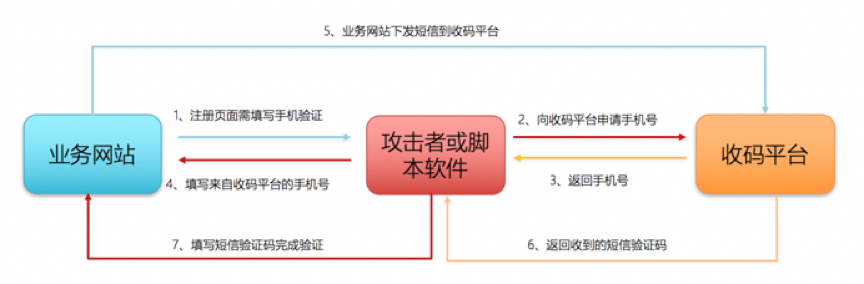 5、业务网站下发短信到收码平台
1、注册页面需填写手机验证
2、向收码平台申请手机号
业务网站
攻击者或脚
本软件
收码平台
4、填写来自收码平台的手机号
3、返回手机号
7、填写短信验证码完成验证
6、返回收到的短信验证码